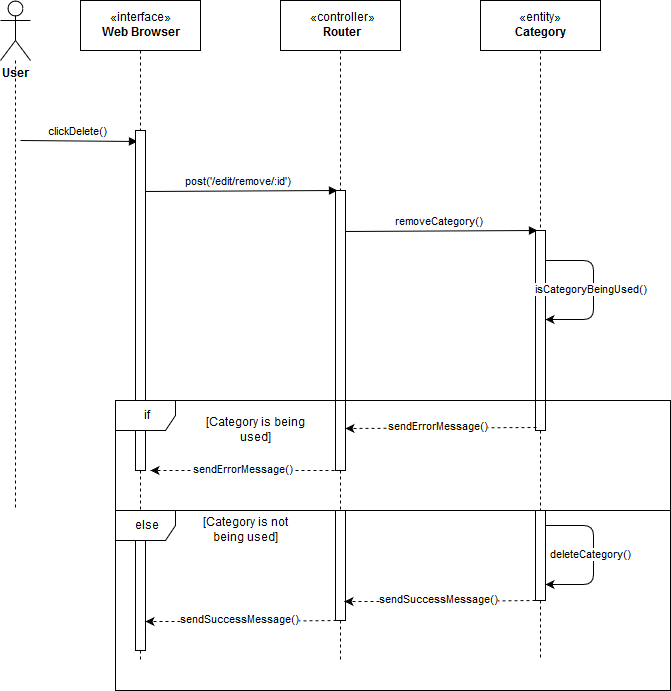 «interface»
Web Browser
«controller»
Router
«entity»
Category
User
clickDelete()
post('/edit/remove/:id')
removeCategory()
isCategoryBeingUsed()
if
[Category is being
used]
sendErrorMessage()
sendErrorMessage()
else
[Category is not
being used]
deleteCategory()
sendSuccessMessage()
sendSuccessMessage()